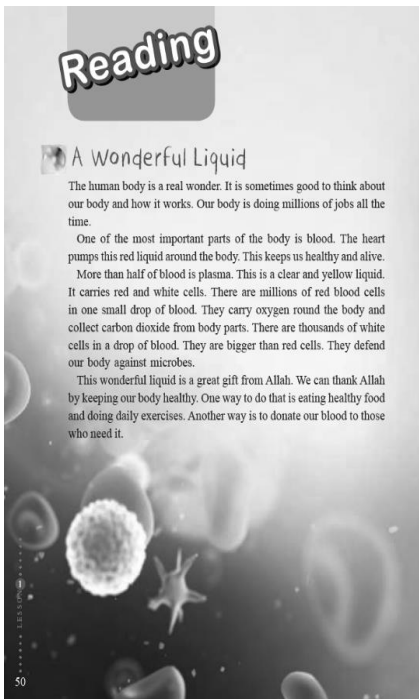 Reading
A Wonderful Liquid
The human body is a real wonder. It is sometimes good to think about
our body and how it works. Our body is doing millions of jobs all the
time.
One of the most important parts of the body is blood. The heart
pumps this red liquid around the body. This keeps us healthy and alive.
More than half of blood is plasma. This is a clear and yellow liquid.
It carries red and white cells. There are millions of red blood cells
in one small drop of blood. They carry oxygen round the body and
collect carbon dioxide from body parts. There are thousands of white
cells in a drop of blood. They are bigger than red cells. They defend
our body against microbes.
This wonderful liquid is a great gift from Allah. We can thank Allah
by keeping our body healthy. One way to do that is eating healthy food
and doing daily exercises. Another way is to donate our blood to those
who need it.
LESSON 1
50